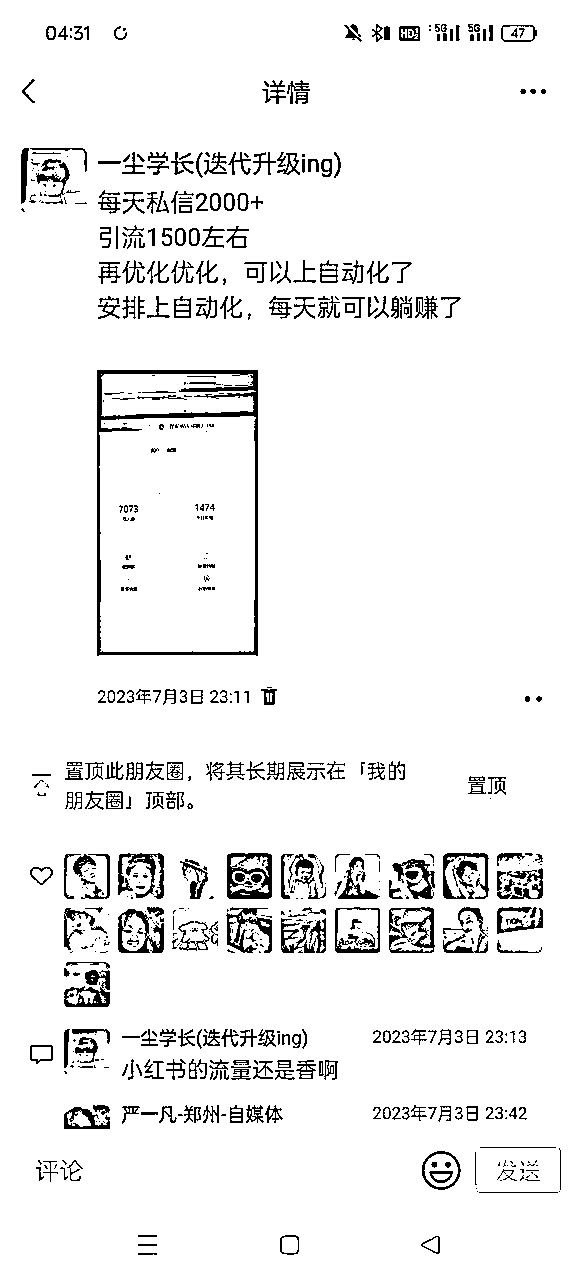 04:31
HD
5G
5G
47
详情
一尘学长(迭代升级ing)
每天私信2000+
引流1500左右
再优化优化，可以上自动化了
安排上自动化，每天就可以躺赚了
7073
1474
2023年7月3日 23:11
置顶此朋友圈，将其长期展示在「我的
朋友圈」顶部。
置顶
一尘学长(迭代升级ing)
2023年7月3日 23:13
小红书的流量还是香啊
严一凡-郑州-自媒体
2023年7月3日 23:42
评论
发送